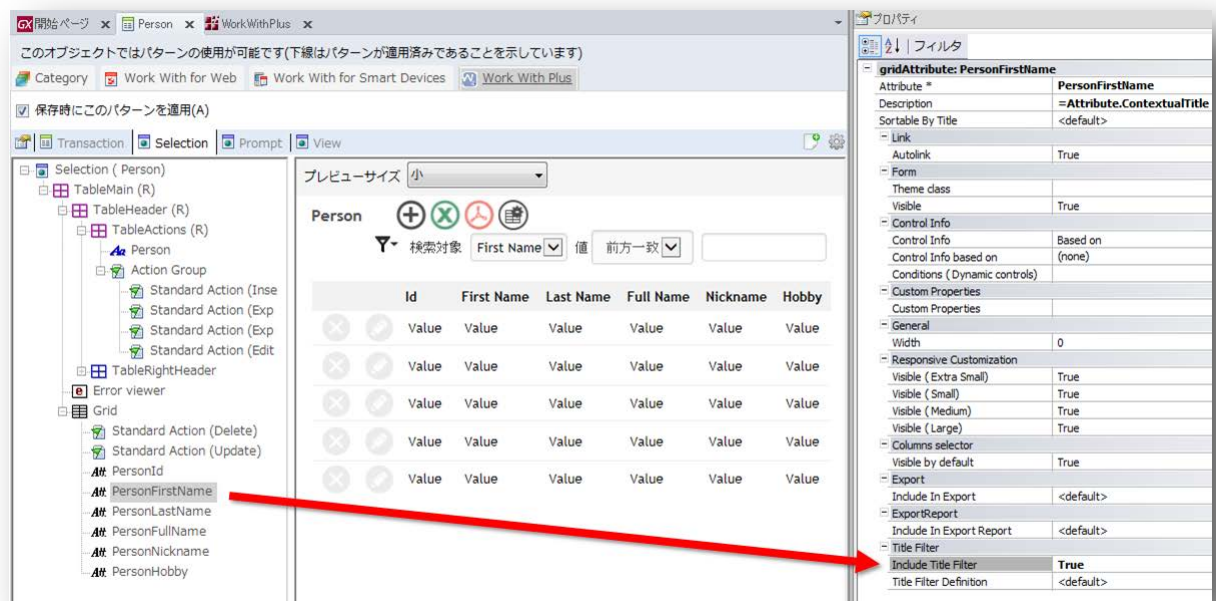 GX 開始ページ x Person x WorkWithPlus x
このオブジェクトではパターンの使用が可能です(下線はパターンが適用済みであることを示しています)
Category Work With for Web Work With for Smart Devices Work With Plus
保存時にこのパターンを適用(A)
Transaction Selection Prompt View
Selection ( Person)
TableMain (R)
TableHeader (R)
TableActions (R)
Aa Person
Action Group
Standard Action (Inse
Standard Action (Exp
Standard Action (Exp
Standard Action (Edit
TableRightHeader
Error viewer
Grid
Standard Action (Delete)
Standard Action (Update)
Att PersonId
Att PersonFirstName
Att PersonLastName
Att PersonFullName
Att PersonNickname
Att PersonHobby
プレビューサイズ 小
Person
検索対象 First Name 値 前方一致
Id First Name Last Name Full Name Nickname Hobby
Value Value Value Value Value Value
Value Value Value Value Value Value
Value Value Value Value Value Value
Value Value Value Value Value Value
Value Value Value Value Value Value
プロパティ
フィルタ
gridAttribute: PersonFirstName
Attribute * PersonFirstName
Description =Attribute.ContextualTitle
Sortable By Title <default>
Link
Autolink True
Form
Theme class
Visible True
Control Info
Control Info Based on
Control Info based on (none)
Conditions ( Dynamic controls)
Custom Properties
Custom Properties
General
Width 0
Responsive Customization
Visible ( Extra Small) True
Visible ( Small) True
Visible ( Medium) True
Visible ( Large) True
Columns selector
Visible by default True
Export
Include In Export <default>
ExportReport
Include In Export Report <default>
Title Filter
Include Title Filter True
Title Filter Definition <default>